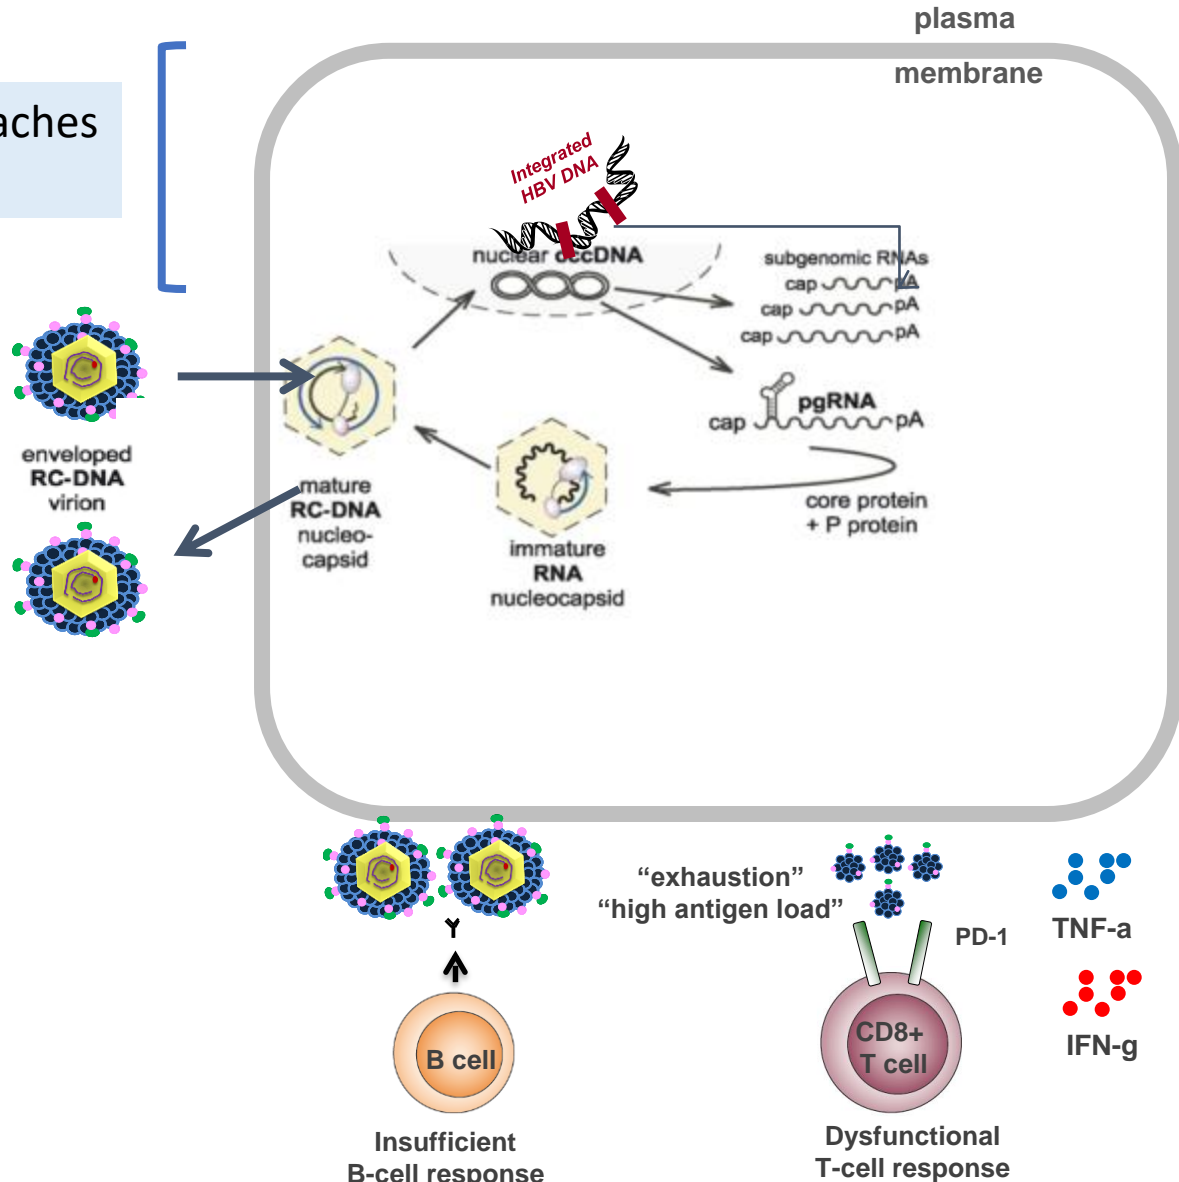 plasma
membrane
aches
Integrated
HBV DNA
nuclear cccDNA
subgenomic RNAs
cap pA
cap pA
cap pA
pgRNA
cap pA
enveloped
RC-DNA
virion
mature
RC-DNA
nucleo-
capsid
immature
RNA
nucleocapsid
core protein
+ P protein
“exhaustion”
“high antigen load”
PD-1
TNF-a
IFN-g
Y
B cell
CD8+
T cell
Insufficient
B-cell response
Dysfunctional
T-cell response